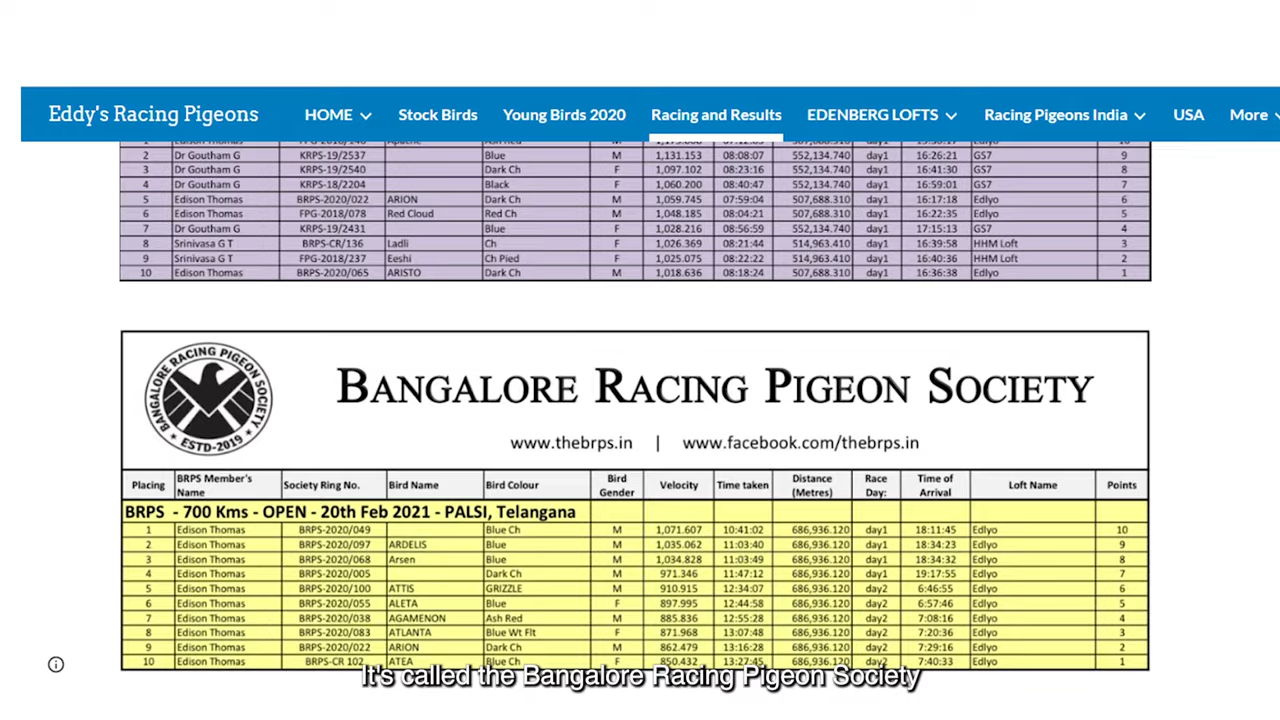 Eddy's Racing Pigeons HOME Stock Birds Young Birds 2020 Racing and Results EDENBERG LOFTS Racing Pigeons India USA More
2 Dr Goutham G KRPS-19/2537 Blue M 1,131.153 08:08:07 552,134.740 day1 16:26:21 GS7 9
3 Dr Goutham G KRPS-19/2540 Dark Ch F 1,097.102 08:23:16 552,134.740 day1 16:41:30 GS7 8
4 Dr Goutham G KRPS-18/2204 Black F 1,060.200 08:40:47 552,134.740 day1 16:59:01 GS7 7
5 Edison Thomas BRPS-2020/022 ARION Dark Ch M 1,059.745 07:59:04 507,688.310 day1 16:17:18 Edlyo 6
6 Edison Thomas FPG-2018/078 Red Cloud Red Ch M 1,048.185 08:04:21 507,688.310 day1 16:22:35 Edlyo 5
7 Dr Goutham G KRPS-19/2431 Blue F 1,028.216 08:56:59 552,134.740 day1 17:15:13 GS7 4
8 Srinivasa G T BRPS-CR/136 Ladli Ch F 1,026.369 08:21:44 514,963.410 day1 16:39:58 HHM Loft 3
9 Srinivasa G T FPG-2018/237 Eeshi Ch Pied F 1,025.075 08:22:22 514,963.410 day1 16:40:36 HHM Loft 2
10 Edison Thomas BRPS-2020/065 ARISTO Dark Ch M 1,018.636 08:18:24 507,688.310 day1 16:36:38 Edlyo 1
BANGALORE RACING PIGEON SOCIETY
ESTD-2019
BANGALORE RACING PIGEON SOCIETY
www.thebrps.in | www.facebook.com/thebrps.in
Placing BRPS Member's Name Society Ring No. Bird Name Bird Colour Bird Gender Velocity Time taken Distance (Metres) Race Day: Time of Arrival Loft Name Points
BRPS - 700 Kms - OPEN - 20th Feb 2021 - PALSI, Telangana
1 Edison Thomas BRPS-2020/049 Blue Ch M 1,071.607 10:41:02 686,936.120 day1 18:11:45 Edlyo 10
2 Edison Thomas BRPS-2020/097 ARDELIS Blue M 1,035.062 11:03:40 686,936.120 day1 18:34:23 Edlyo 9
3 Edison Thomas BRPS-2020/068 Arsen Blue M 1,034.828 11:03:49 686,936.120 day1 18:34:32 Edlyo 8
4 Edison Thomas BRPS-2020/005 Dark Ch M 971.346 11:47:12 686,936.120 day1 19:17:55 Edlyo 7
5 Edison Thomas BRPS-2020/100 ATTIS GRIZZLE M 910.915 12:34:07 686,936.120 day2 6:46:55 Edlyo 6
6 Edison Thomas BRPS-2020/055 ALETA Blue F 897.995 12:44:58 686,936.120 day2 6:57:46 Edlyo 5
7 Edison Thomas BRPS-2020/038 AGAMENON Ash Red M 885.836 12:55:28 686,936.120 day2 7:08:16 Edlyo 4
8 Edison Thomas BRPS-2020/083 ATLANTA Blue Wt Flt F 871.968 13:07:48 686,936.120 day2 7:20:36 Edlyo 3
9 Edison Thomas BRPS-2020/022 ARION Dark Ch M 862.479 13:16:28 686,936.120 day2 7:29:16 Edlyo 2
10 Edison Thomas BRPS-CR 102 ATEA Blue Ch F 850.432 13:27:45 686,936.120 day2 7:40:33 Edlyo 1
It's called the Bangalore Racing Pigeon Society